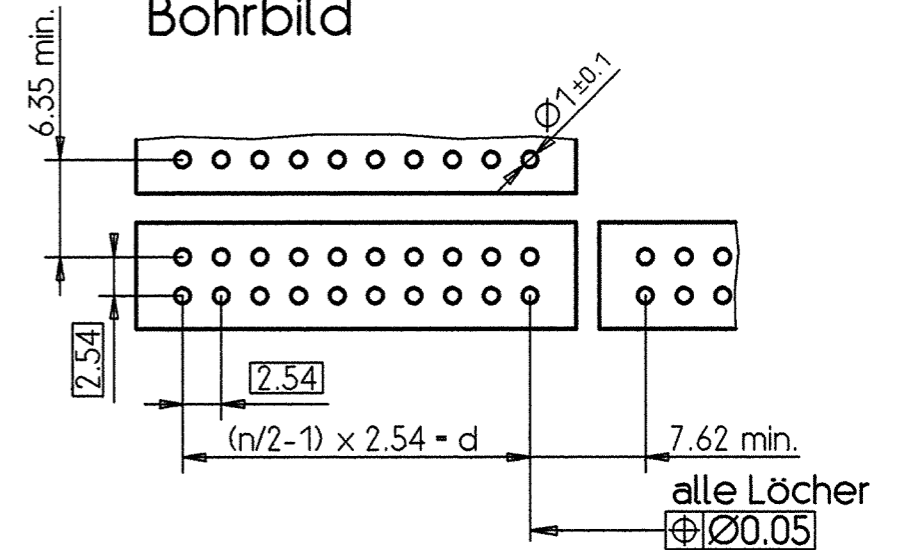 Bohrbild
6.35 min.
Ø1±0.1
2.54
2.54
(n/2-1) x 2.54 = d
7.62 min.
alle Löcher
⌖ Ø0.05